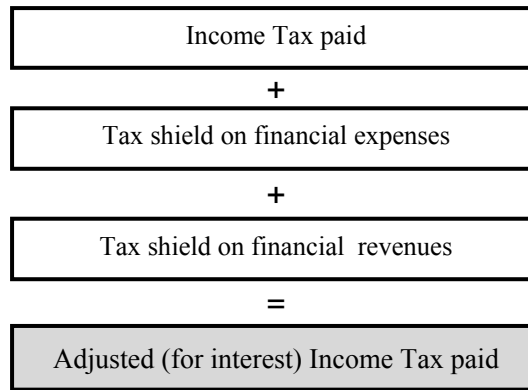 Income Tax paid
+
Tax shield on financial expenses
+
Tax shield on financial revenues
=
Adjusted (for interest) Income Tax paid